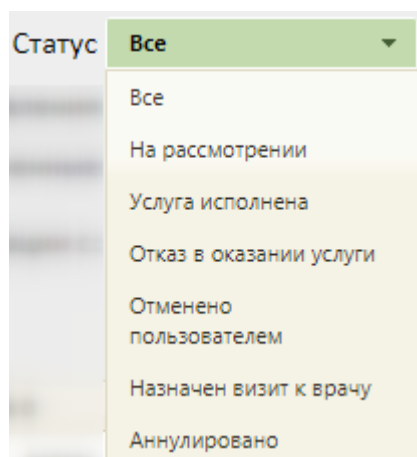 Статус Все
Все
На рассмотрении
Услуга исполнена
Отказ в оказании услуги
Отменено
пользователем
Назначен визит к врачу
Аннулировано